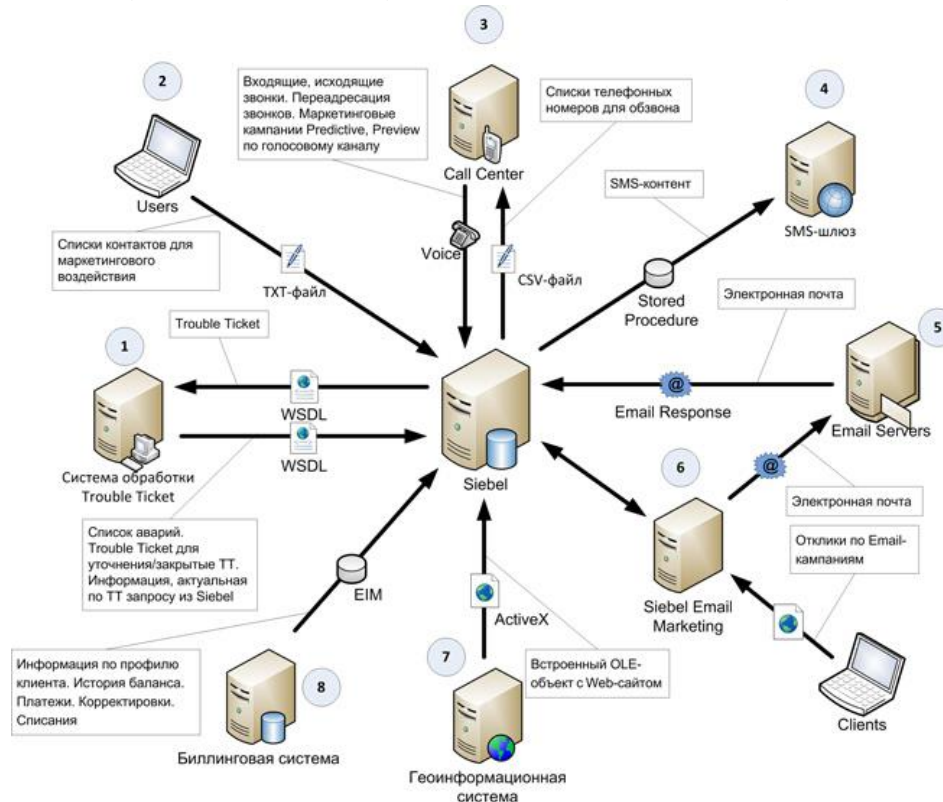 3
2
Входящие, исходящие
звонки. Переадресация
звонков. Маркетинговые
кампании Predictive, Preview
по голосовому каналу
Списки телефонных
номеров для обзвона
4
Call Center
Users
SMS-контент
SMS-шлюз
Списки контактов для
маркетингового
воздействия
Voice
CSV-файл
TXT-файл
Stored
Procedure
Электронная почта
Trouble Ticket
1
5
WSDL
Email Response
Email Servers
WSDL
Siebel
6
Система обработки
Trouble Ticket
Электронная почта
Список аварий.
Trouble Ticket для
уточнения/закрытые ТТ.
Информация, актуальная
по ТТ запросу из Siebel
Отклики по Email-
кампаниям
EIM
ActiveX
Siebel Email
Marketing
Информация по профилю
клиента. История баланса.
Платежи. Корректировки.
Списания
8
7
Встроенный OLE-
объект с Web-сайтом
Clients
Биллинговая система
Геоинформационная
система